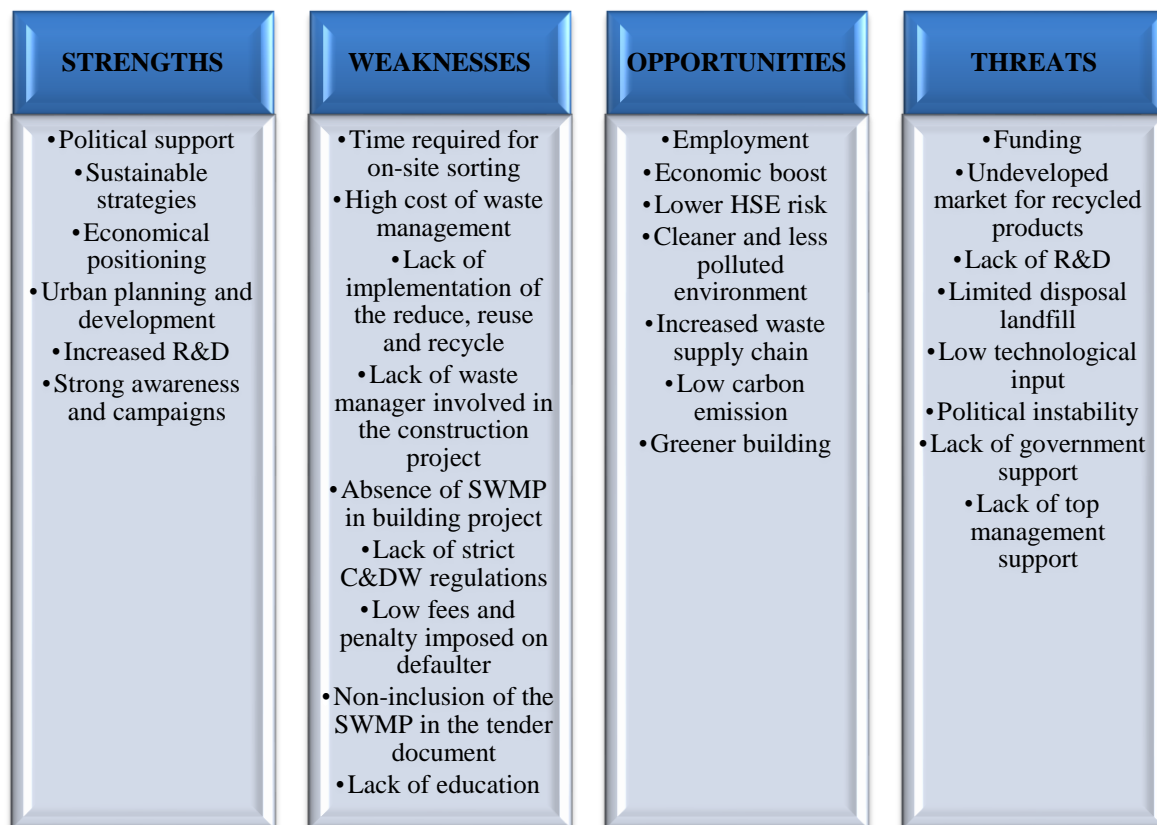 STRENGTHS
•Political support
•Sustainable
strategies
•Economical
positioning
•Urban planning and
development
•Increased R&D
•Strong awareness
and campaigns
WEAKNESSES
•Time required for
on-site sorting
•High cost of waste
management
•Lack of
implementation of
the reduce, reuse
and recycle
•Lack of waste
manager involved in
the construction
project
•Absence of SWMP
in building project
•Lack of strict
C&DW regulations
•Low fees and
penalty imposed on
defaulter
•Non-inclusion of the
SWMP in the tender
document
•Lack of education
OPPORTUNITIES
•Employment
•Economic boost
•Lower HSE risk
•Cleaner and less
polluted
environment
•Increased waste
supply chain
•Low carbon
emission
•Greener building
THREATS
•Funding
•Undeveloped
market for recycled
products
•Lack of R&D
•Limited disposal
landfill
•Low technological
input
•Political instability
•Lack of government
support
•Lack of top
management
support